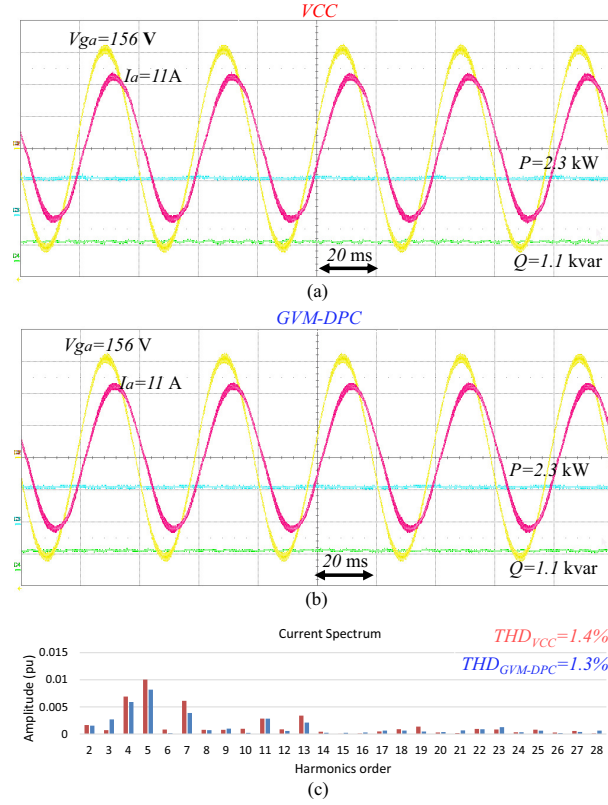 VCC
Vga=156 V
Ia=11A
P=2.3 kW
20 ms
Q=1.1 kvar
(a)
GVM-DPC
Vga=156 V
Ia=11 A
P=2.3 kW
20 ms
Q=1.1 kvar
(b)
Current Spectrum
THDVCC=1.4%
THDGVM-DPC=1.3%
Amplitude (pu)
0.015
0.01
0.005
0
2 3 4 5 6 7 8 9 10 11 12 13 14 15 16 17 18 19 20 21 22 23 24 25 26 27 28
Harmonics order
(c)